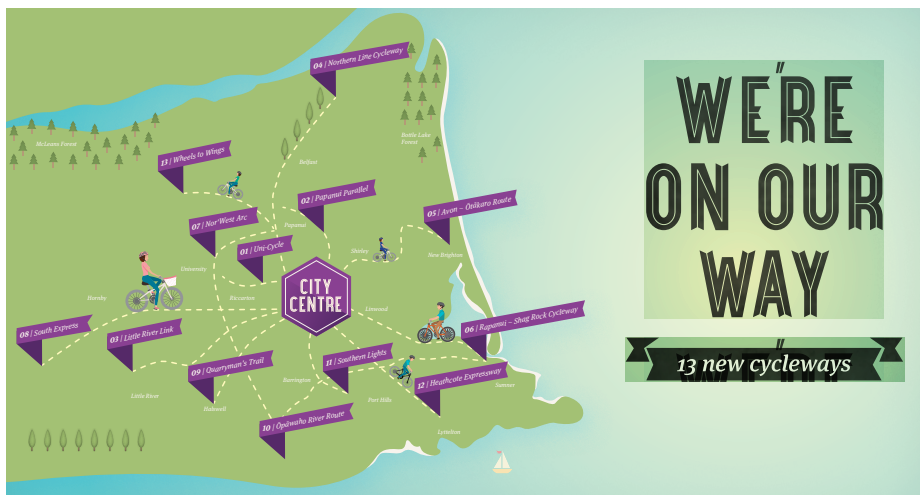 04 | Northern Line Cycleway
Bottle Lake
Forest
McLeans Forest
Belfast
13 | Wheels to Wings
02 | Papanui Parallel
05 | Avon – Ōtākaro Route
07 | Nor'West Arc
Papanui
01 | Uni-Cycle
Shirley
New Brighton
University
CITY
CENTRE
Hornby
Riccarton
Linwood
06 | Rapanui – Shag Rock Cycleway
08 | South Express
03 | Little River Link
09 | Quarryman's Trail
11 | Southern Lights
12 | Heathcote Expressway
Barrington
Sumner
Little River
Halswell
Port Hills
10 | Ōpāwaho River Route
Lyttelton
WE'RE
ON OUR
WAY
13 new cycleways